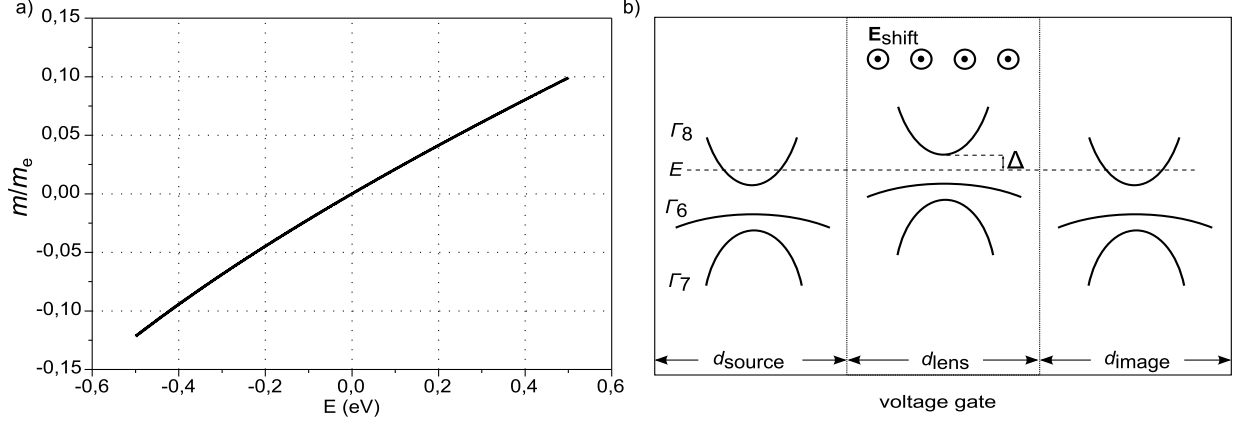 a)
0,15
0,10
0,05
0,00
-0,05
-0,10
-0,15
m/me
-0,6
-0,4
-0,2
0,0
0,2
0,4
0,6
E (eV)
b)
Eshift
Γ8
E
Δ
Γ6
Γ7
dsource
dlens
dimage
voltage gate